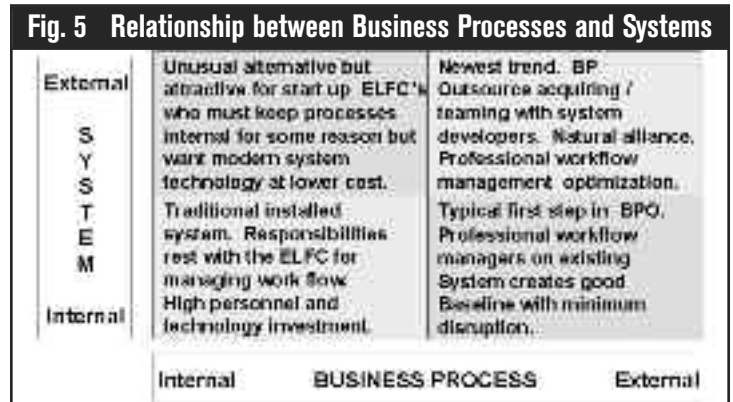 Fig. 5 Relationship between Business Processes and Systems
External
SYSTEM
Internal
Unusual alternative but
attractive for start up ELFC's
who must keep processes
internal for some reason but
want modern system
technology at lower cost.
Newest trend. BP
Outsource acquiring /
teaming with system
developers. Natural alliance.
Professional workflow
management optimization.
Traditional installed
system. Responsibilities
rest with the ELFC for
managing work flow.
High personnel and
technology investment.
Typical first step in BPO.
Professional workflow
managers on existing
System creates good
Baseline with minimum
disruption.
Internal BUSINESS PROCESS External